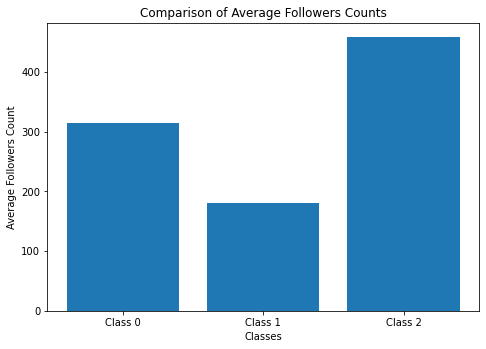 Comparison of Average Followers Counts
Average Followers Count
400
300
200
100
0
Class 0
Class 1
Class 2
Classes